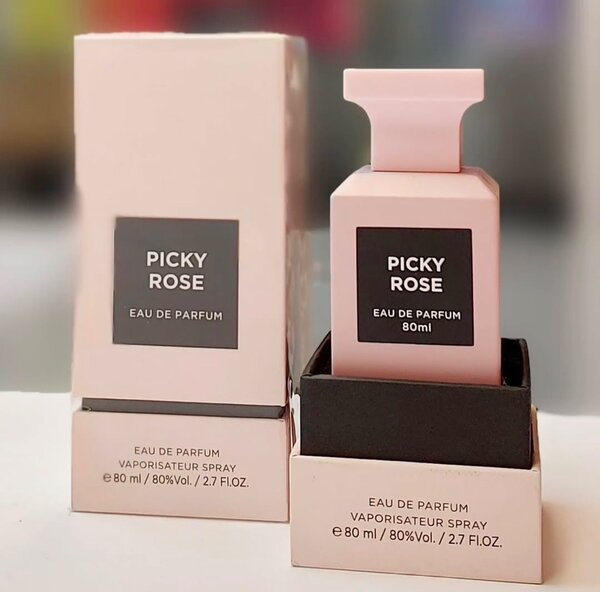 PICKY
ROSE
EAU DE PARFUM
EAU DE PARFUM
VAPORISATEUR SPRAY
℮ 80 ml / 80%Vol. / 2.7 Fl.OZ.
PICKY
ROSE
EAU DE PARFUM
80ml
EAU DE PARFUM
VAPORISATEUR SPRAY
℮ 80 ml / 80%Vol. / 2.7 Fl.OZ.